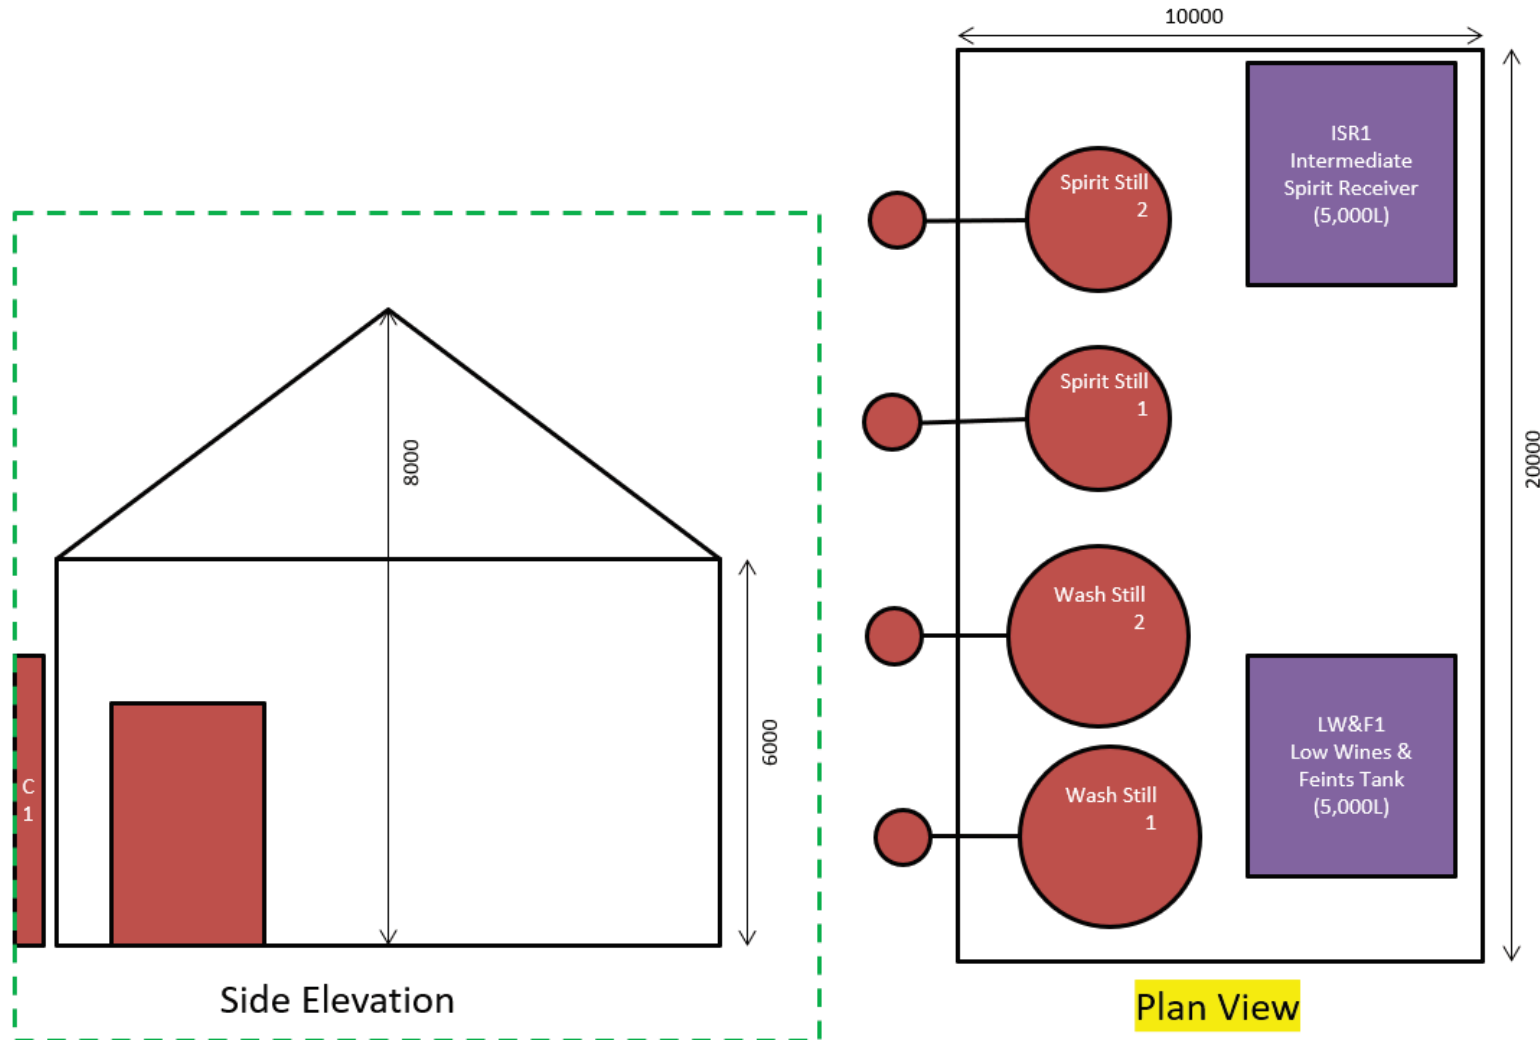 10000
ISR1
Intermediate
Spirit Receiver
(5,000L)
Spirit Still
2
Spirit Still
1
20000
8000
Wash Still
2
6000
LW&F1
Low Wines &
Feints Tank
(5,000L)
C
1
Wash Still
1
Side Elevation
Plan View